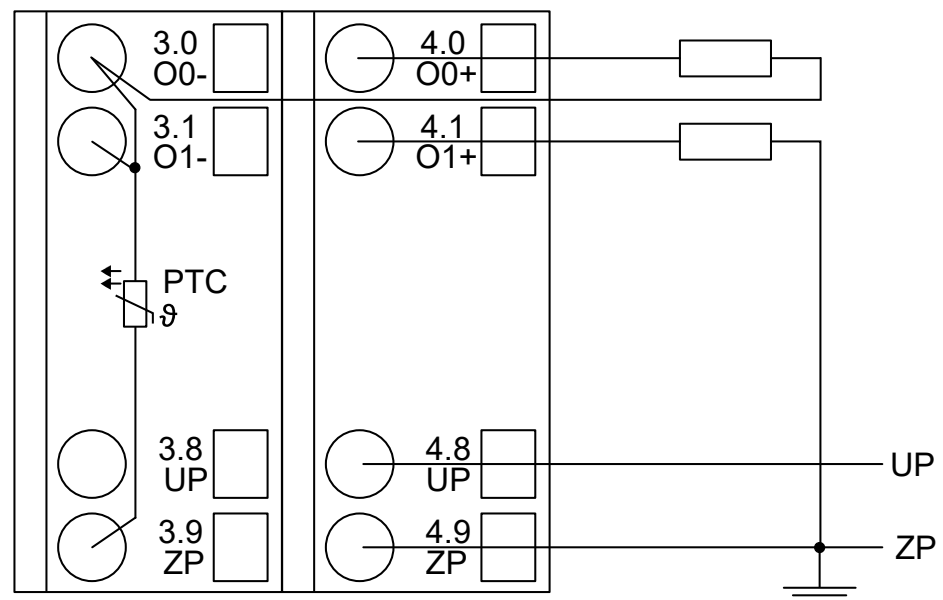 3.0
O0-
4.0
O0+
3.1
O1-
4.1
O1+
PTC
ϑ
3.8
UP
4.8
UP
UP
3.9
ZP
4.9
ZP
ZP